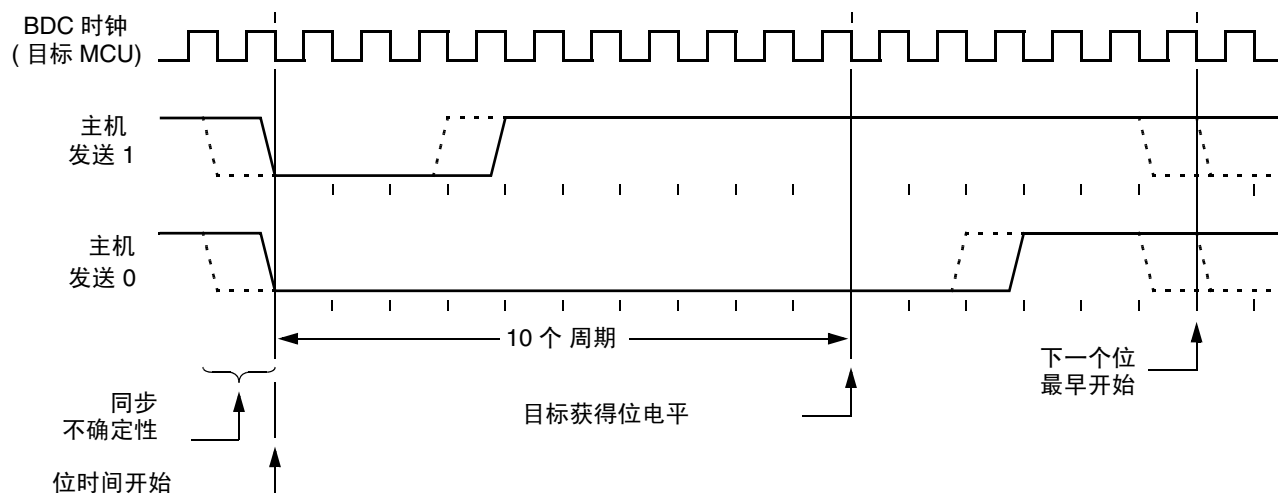 BDC 时钟
( 目标 MCU)
主机
发送 1
主机
发送 0
10 个 周期
下一个位
最早开始
同步
不确定性
目标获得位电平
位时间开始